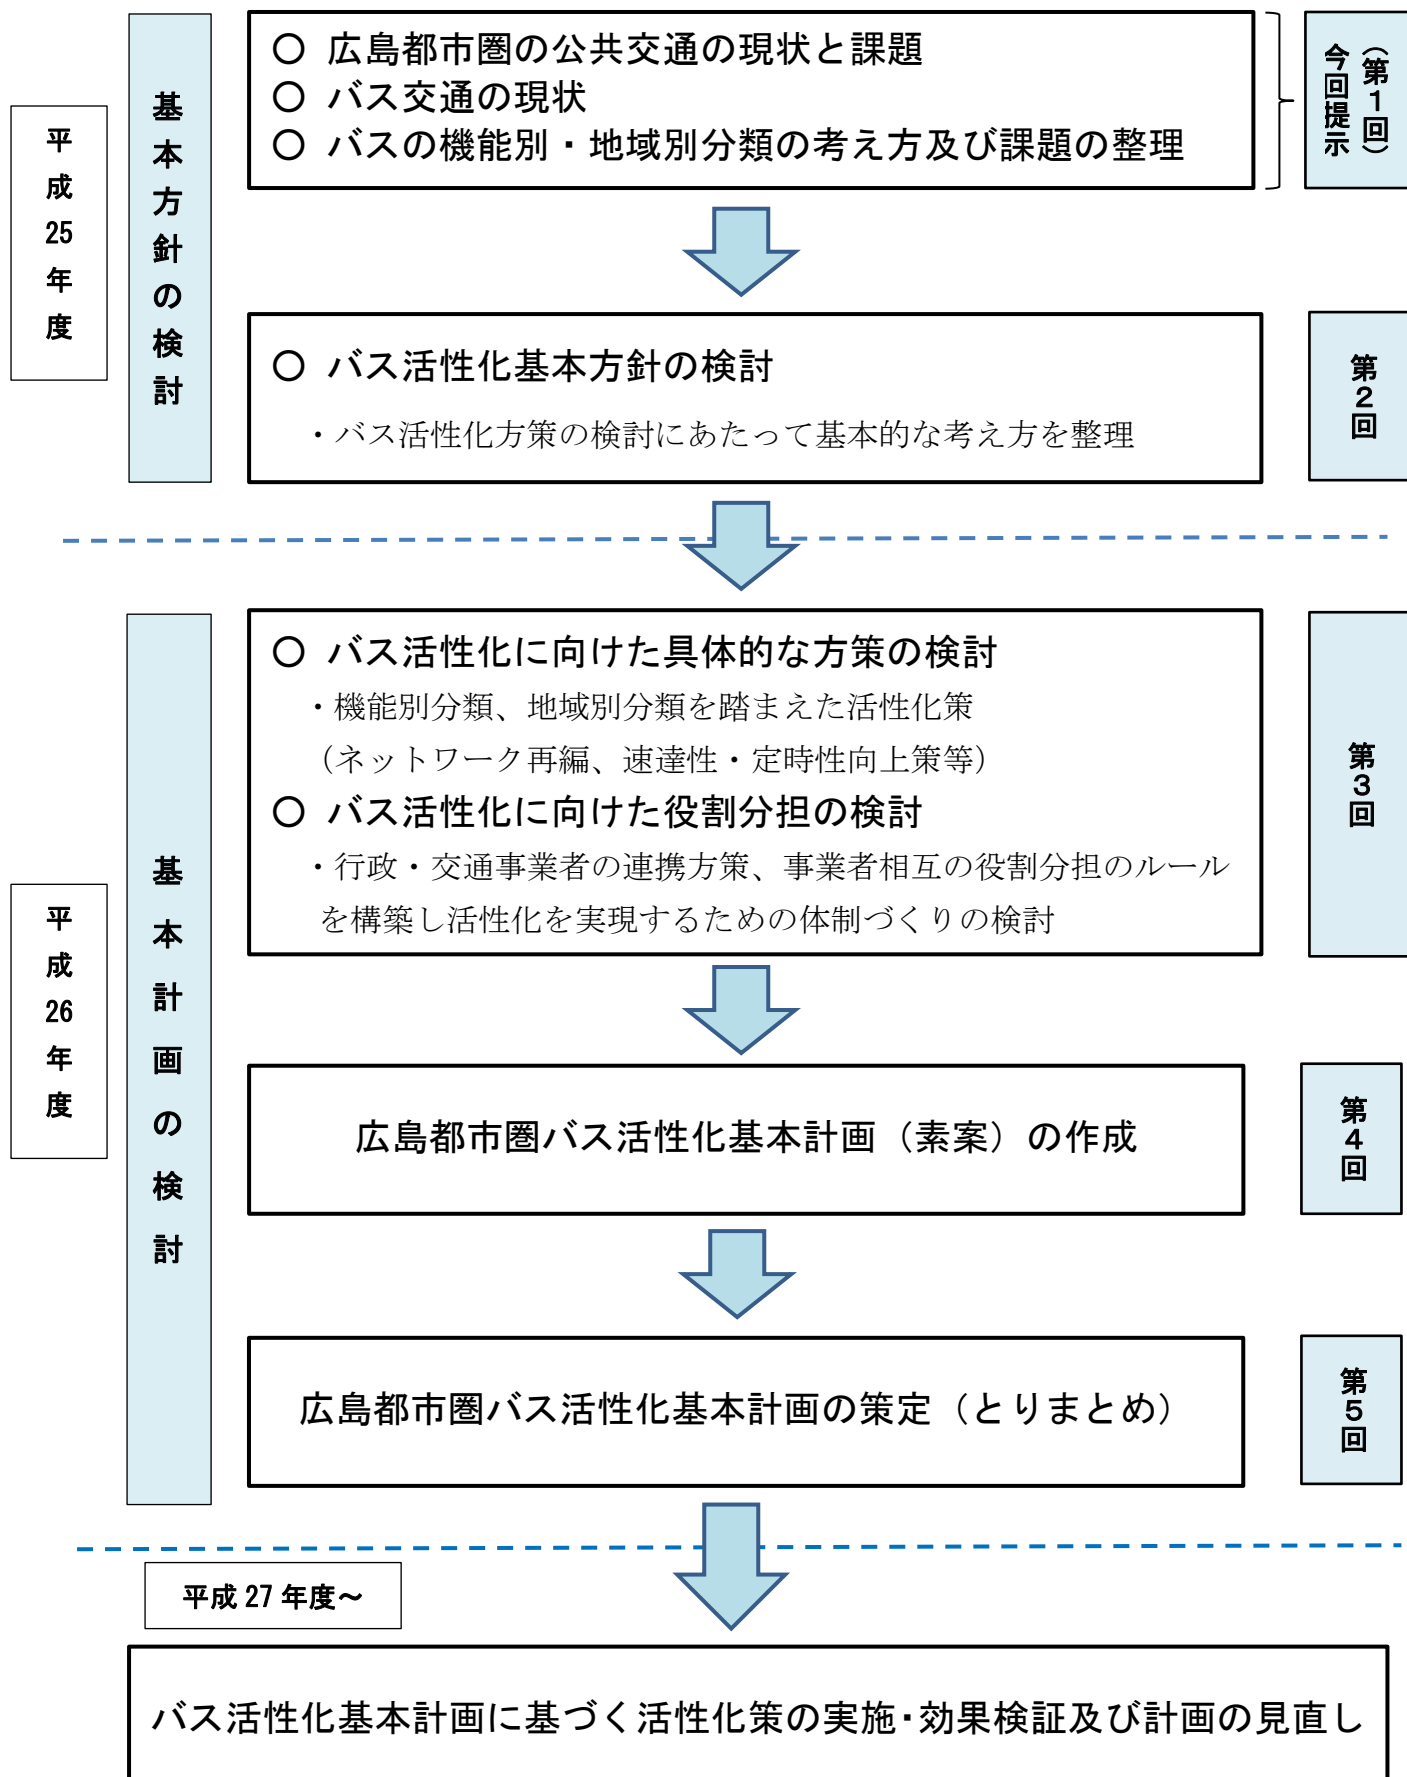 平成25年度
基本方針の検討
○ 広島都市圏の公共交通の現状と課題
○ バス交通の現状
○ バスの機能別・地域別分類の考え方及び課題の整理
(第1回)
今回提示
○ バス活性化基本方針の検討
・バス活性化方策の検討にあたって基本的な考え方を整理
第2回
平成26年度
基本計画の検討
○ バス活性化に向けた具体的な方策の検討
・機能別分類、地域別分類を踏まえた活性化策
（ネットワーク再編、速達性・定時性向上策等）
○ バス活性化に向けた役割分担の検討
・行政・交通事業者の連携方策、事業者相互の役割分担のルール
を構築し活性化を実現するための体制づくりの検討
第3回
広島都市圏バス活性化基本計画（素案）の作成
第4回
広島都市圏バス活性化基本計画の策定（とりまとめ）
第5回
平成 27 年度～
バス活性化基本計画に基づく活性化策の実施・効果検証及び計画の見直し